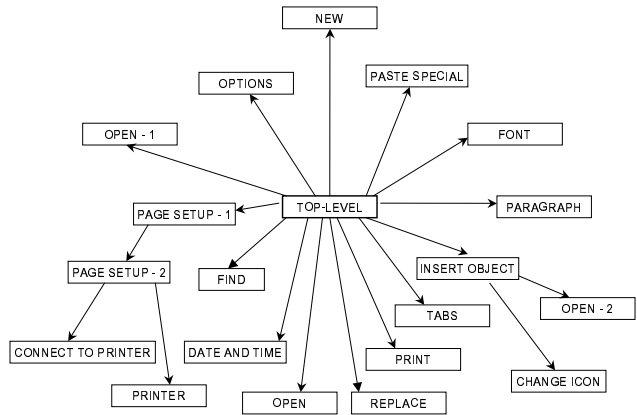 NEW
PASTE SPECIAL
OPTIONS
OPEN - 1
FONT
TOP-LEVEL
PARAGRAPH
PAGE SETUP - 1
PAGE SETUP - 2
FIND
INSERT OBJECT
OPEN - 2
TABS
CONNECT TO PRINTER
DATE AND TIME
PRINT
CHANGE ICON
PRINTER
OPEN
REPLACE